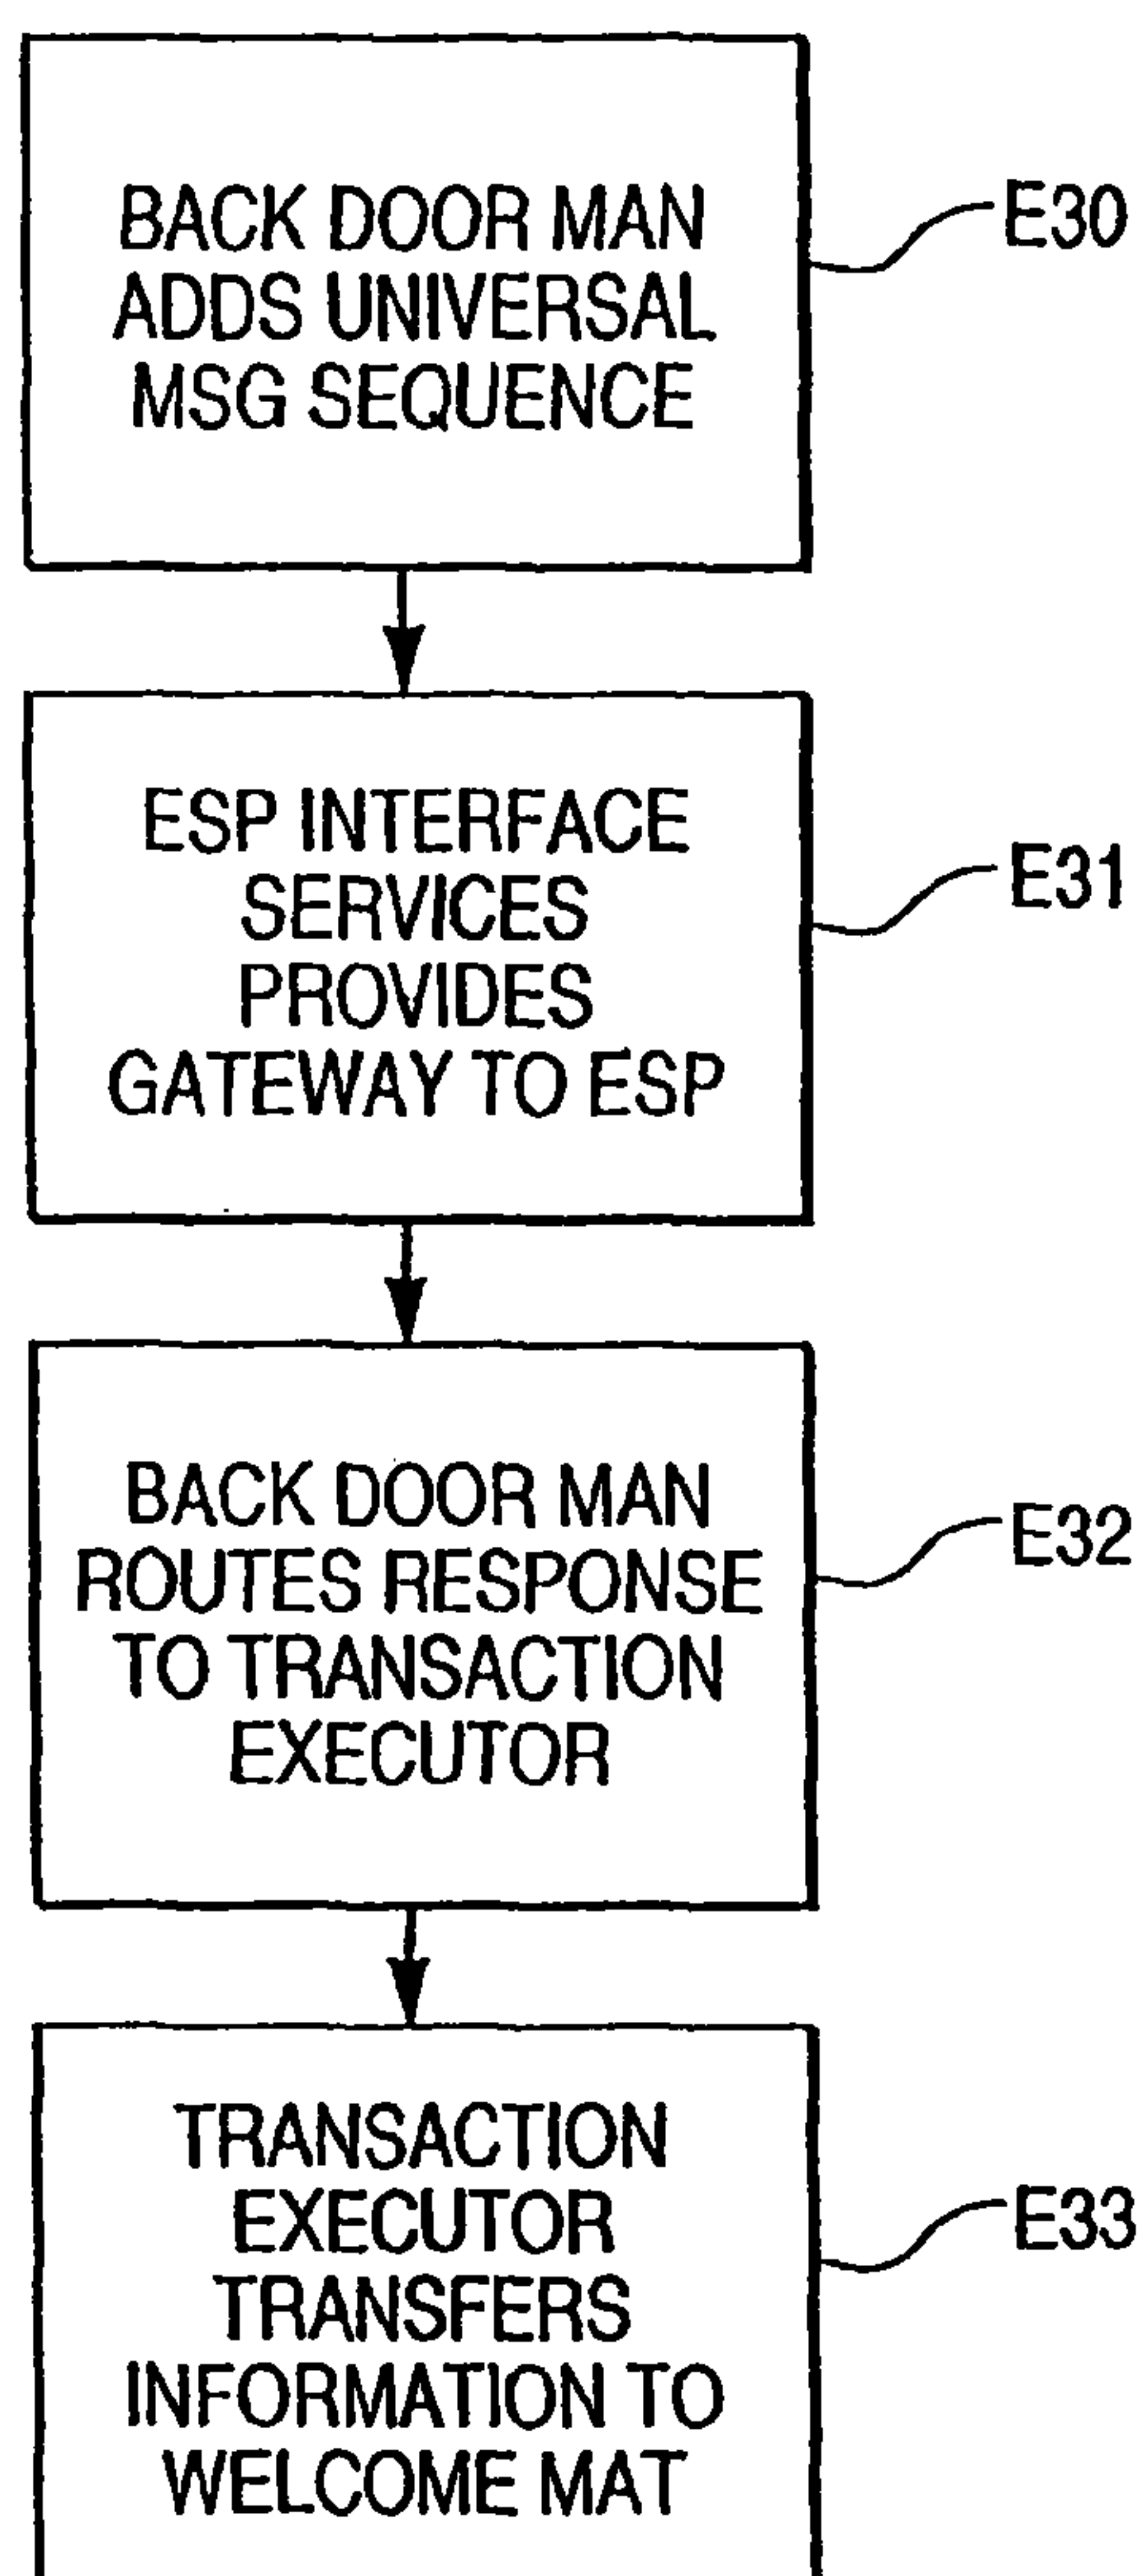 BACK DOOR MAN
ADDS UNIVERSAL
MSG SEQUENCE
E30
ESP INTERFACE
SERVICES
PROVIDES
GATEWAY TO ESP
E31
BACK DOOR MAN
ROUTES RESPONSE
TO TRANSACTION
EXECUTOR
E32
TRANSACTION
EXECUTOR
TRANSFERS
INFORMATION TO
WELCOME MAT
E33